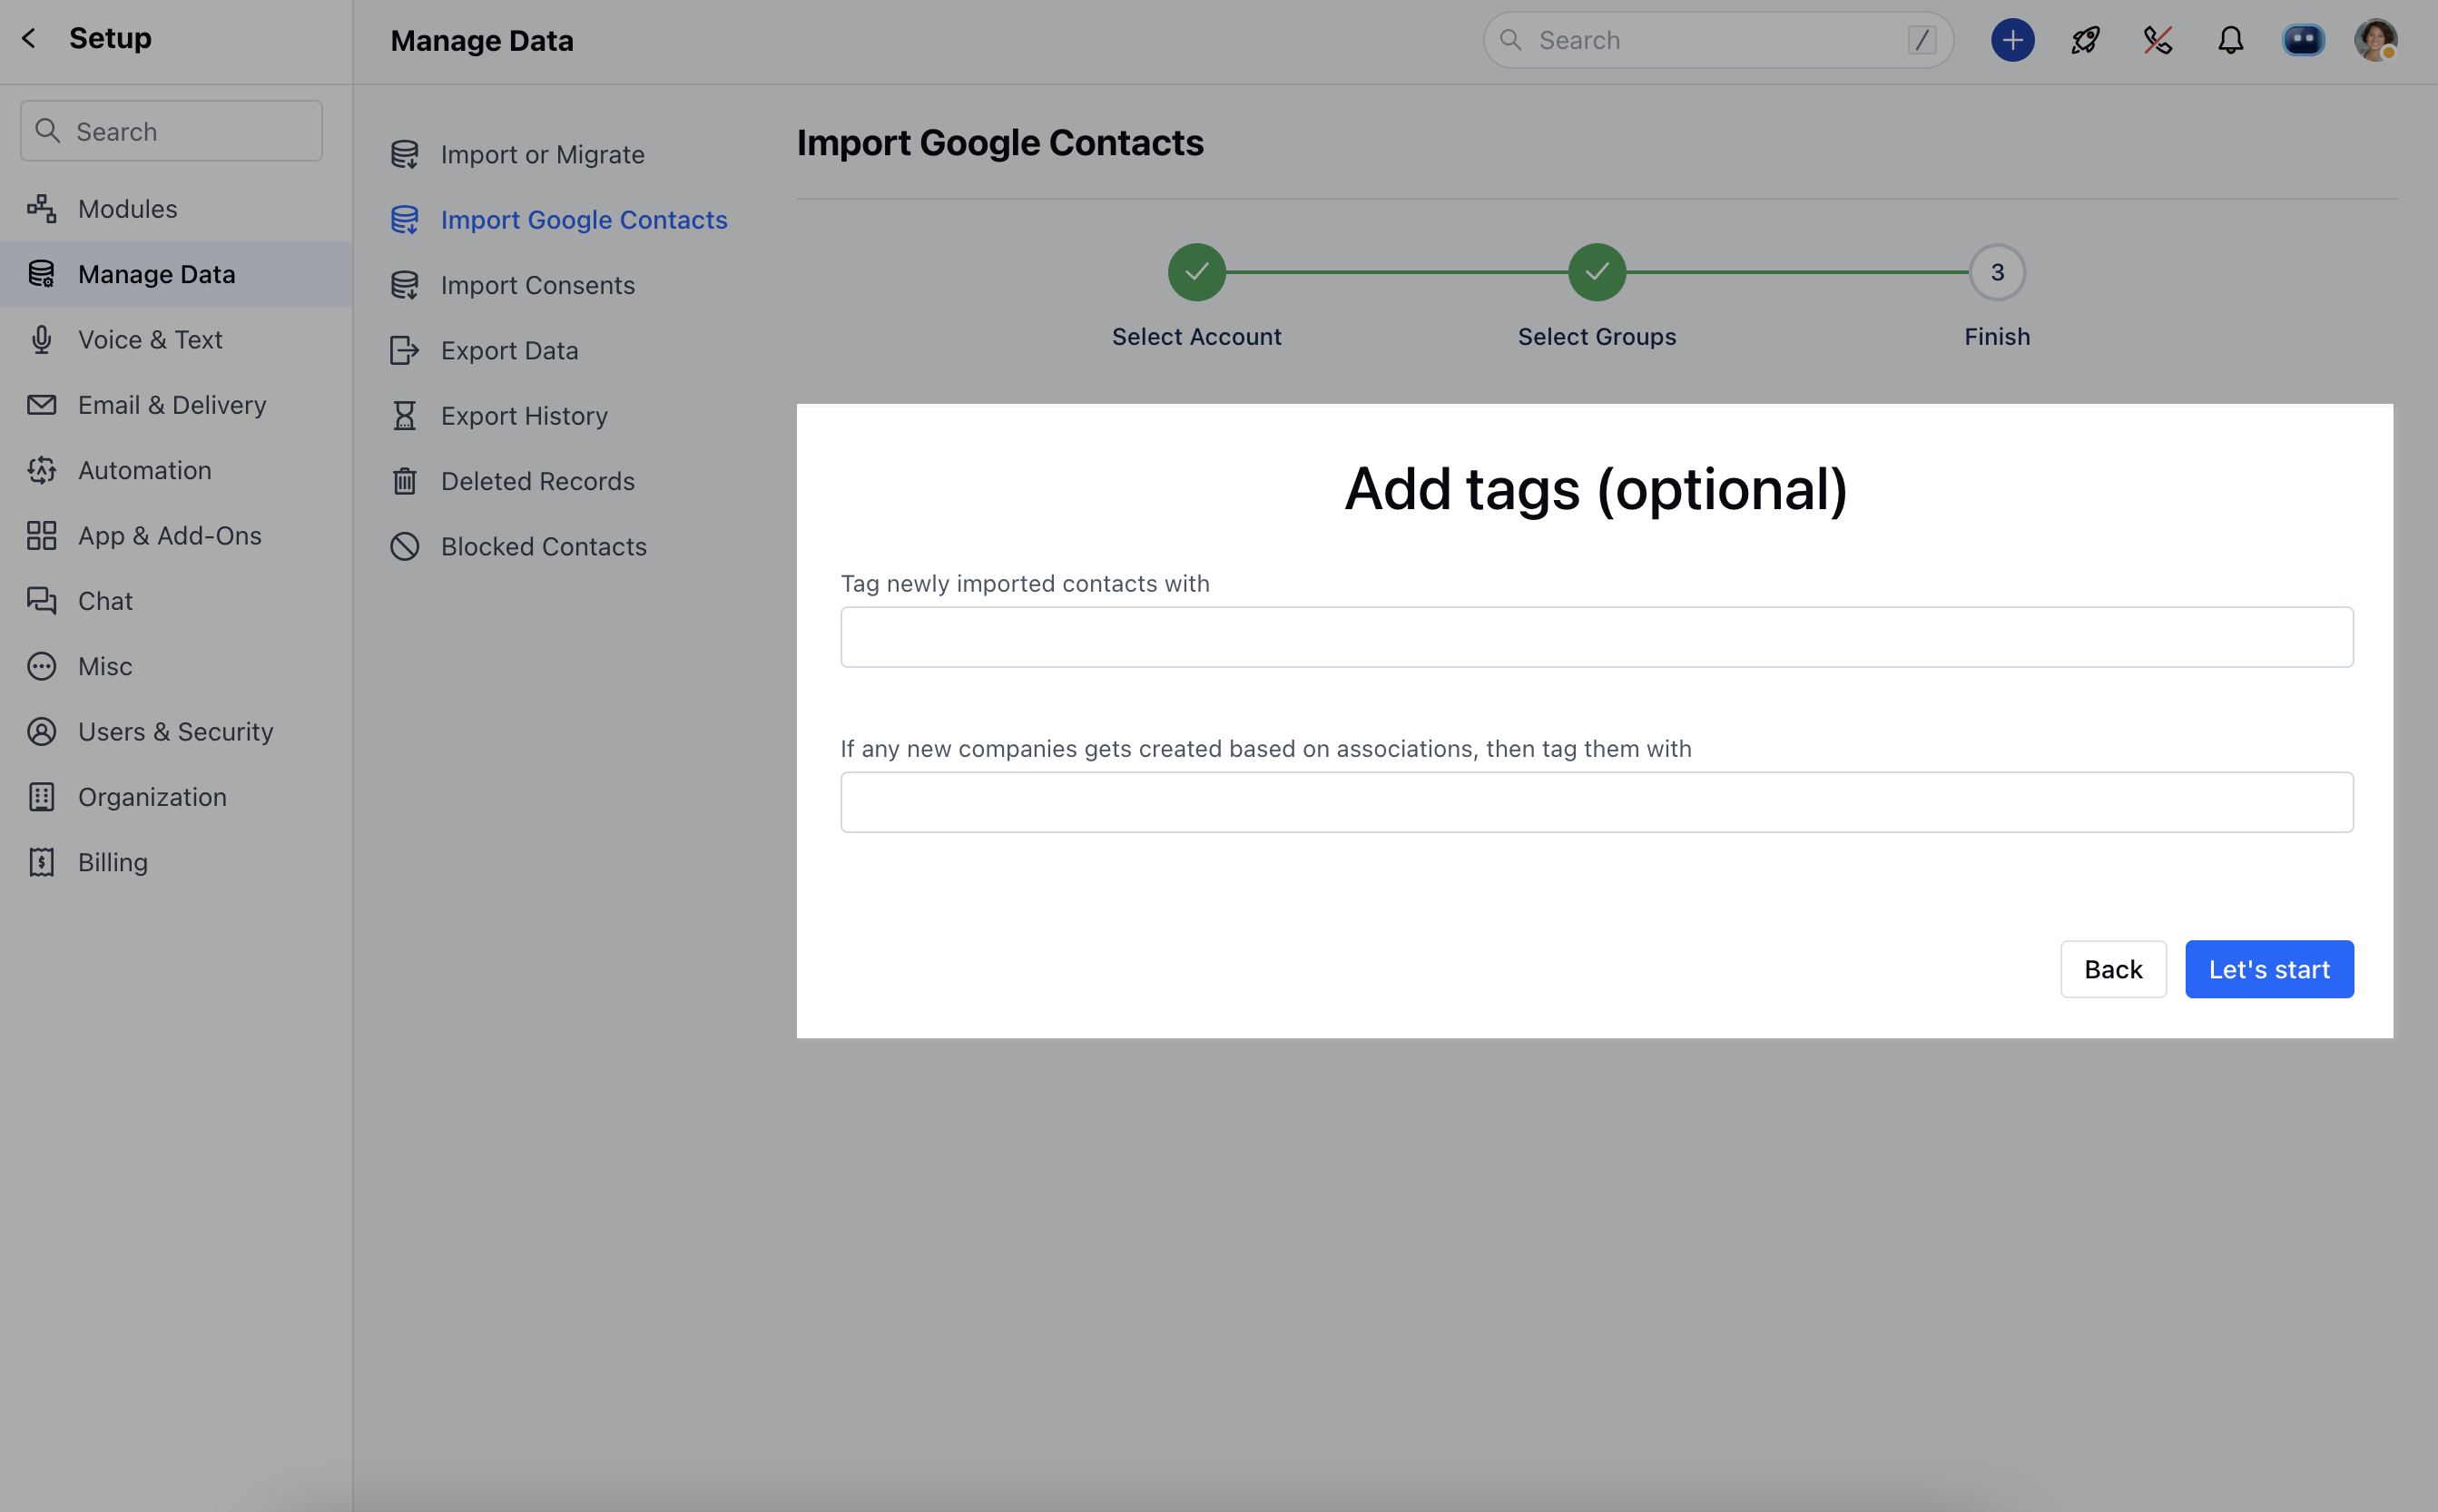 Setup
Search
Modules
Manage Data
Voice & Text
Email & Delivery
Automation
App & Add-Ons
Chat
Misc
Users & Security
Organization
Billing
Manage Data
Search /
Import or Migrate
Import Google Contacts
Import Consents
Export Data
Export History
Deleted Records
Blocked Contacts
Import Google Contacts
3
Select Account
Select Groups
Finish
Add tags (optional)
Tag newly imported contacts with
If any new companies gets created based on associations, then tag them with
Back
Let's start